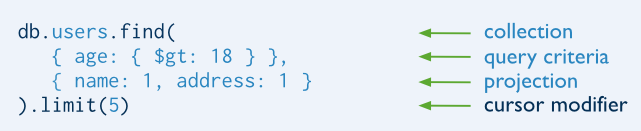 db.users.find( collection
{ age: { $gt: 18 } }, query criteria
{ name: 1, address: 1 } projection
).limit(5) cursor modifier